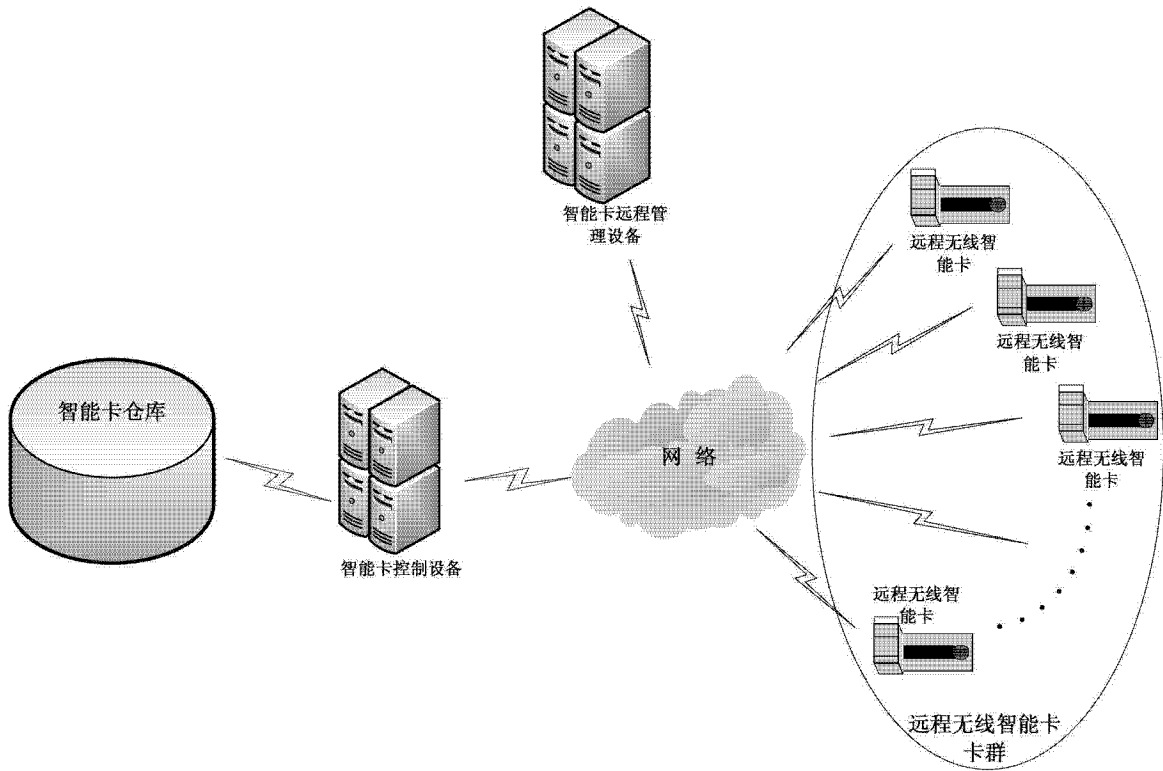 智能卡远程管
理设备
远程无线智
能卡
远程无线智
能卡
智能卡仓库
网 络
远程无线智
能卡
智能卡控制设备
远程无线智
能卡
远程无线智能卡
卡群